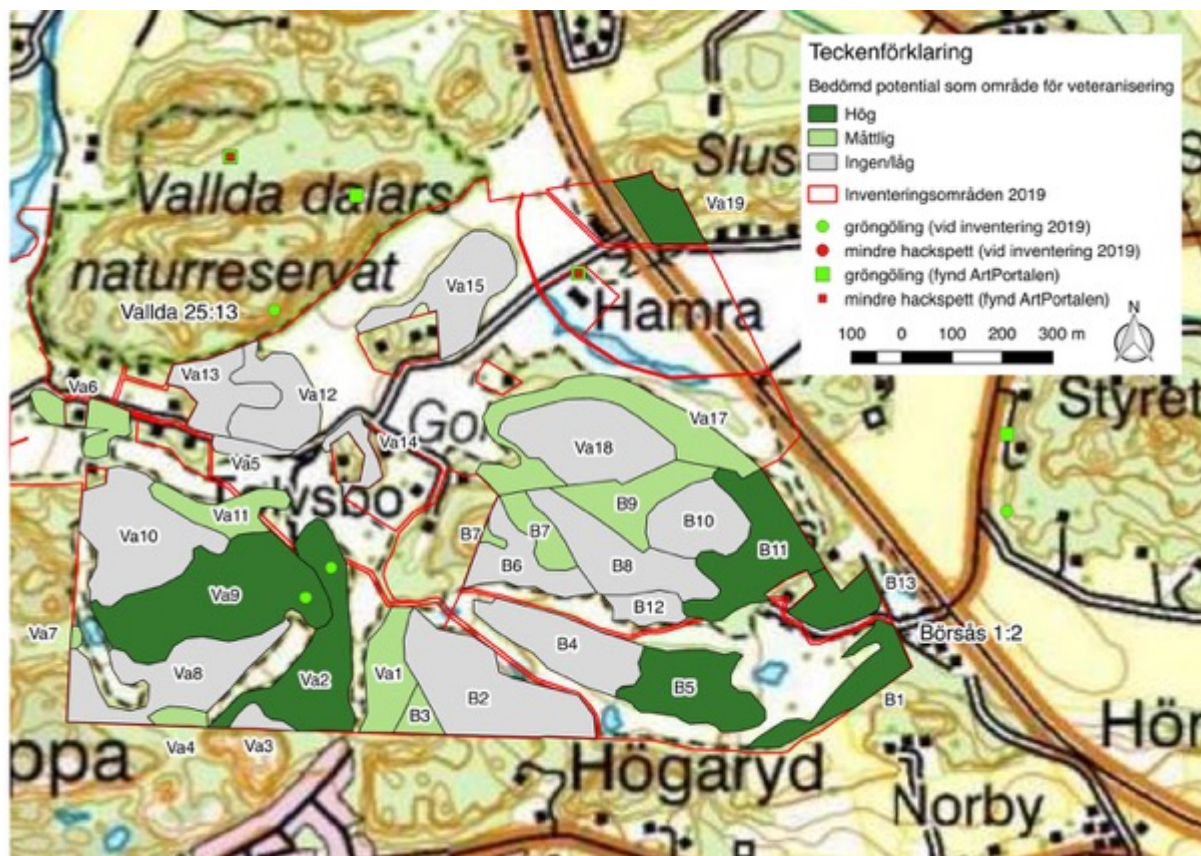 Teckenförklaring
Bedömd potential som område för veteranisering
Hög
Måttlig
Ingen/låg
Inventeringsområden 2019
gröngöling (vid inventering 2019)
mindre hackspett (vid inventering 2019)
gröngöling (fynd ArtPortalen)
mindre hackspett (fynd ArtPortalen)
N
100 0 100 200 300 m
Vallda dalars
naturreservat
Vallda 25:13
Slus
Va19
Va15
Hamra
Va13
Va6
Va12
Styre
Va17
Va14
Go
Va18
Va5
Va11
B9
B10
Va10
B7
B7
B11
B6
B8
B13
Va9
B12
Börsås 1:2
Va7
B4
Va8
Va1
Va2
B5
B2
B3
B1
Va4
Va3
ppa
Högaryd
Hör
Norby